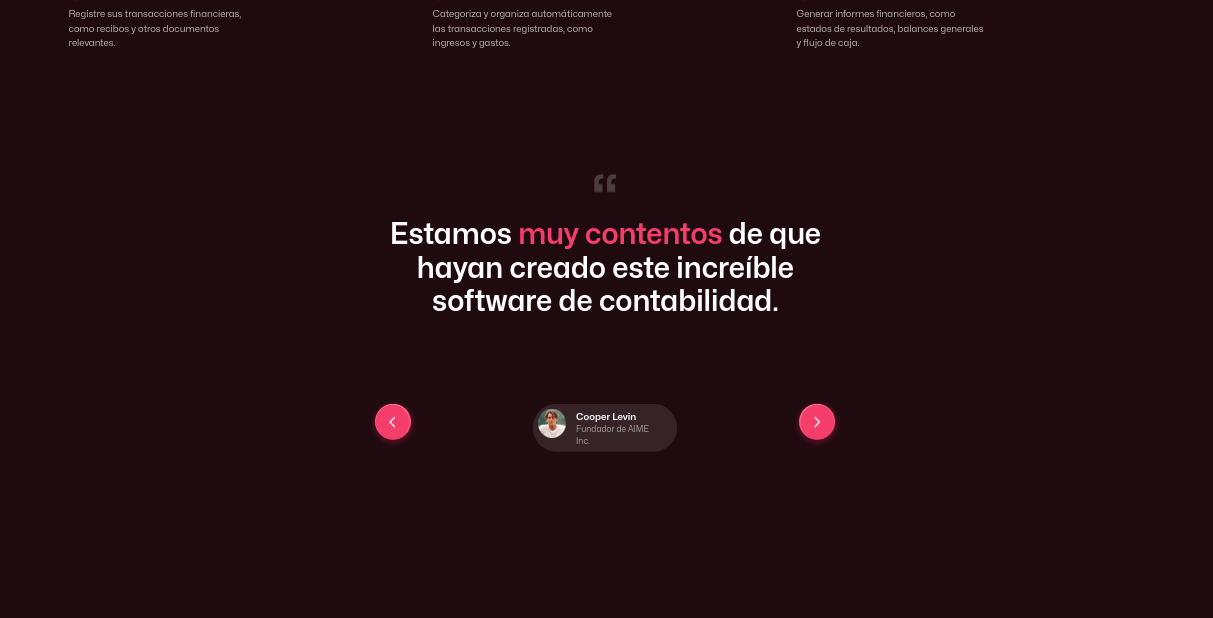 Registre sus transacciones financieras,
como recibos y otros documentos
relevantes.
Categoriza y organiza automáticamente
las transacciones registradas, como
ingresos y gastos.
Generar informes financieros, como
estados de resultados, balances generales
y flujo de caja.
"
Estamos muy contentos de que
hayan creado este increíble
software de contabilidad.
Cooper Levin
Fundador de AIME
Inc.